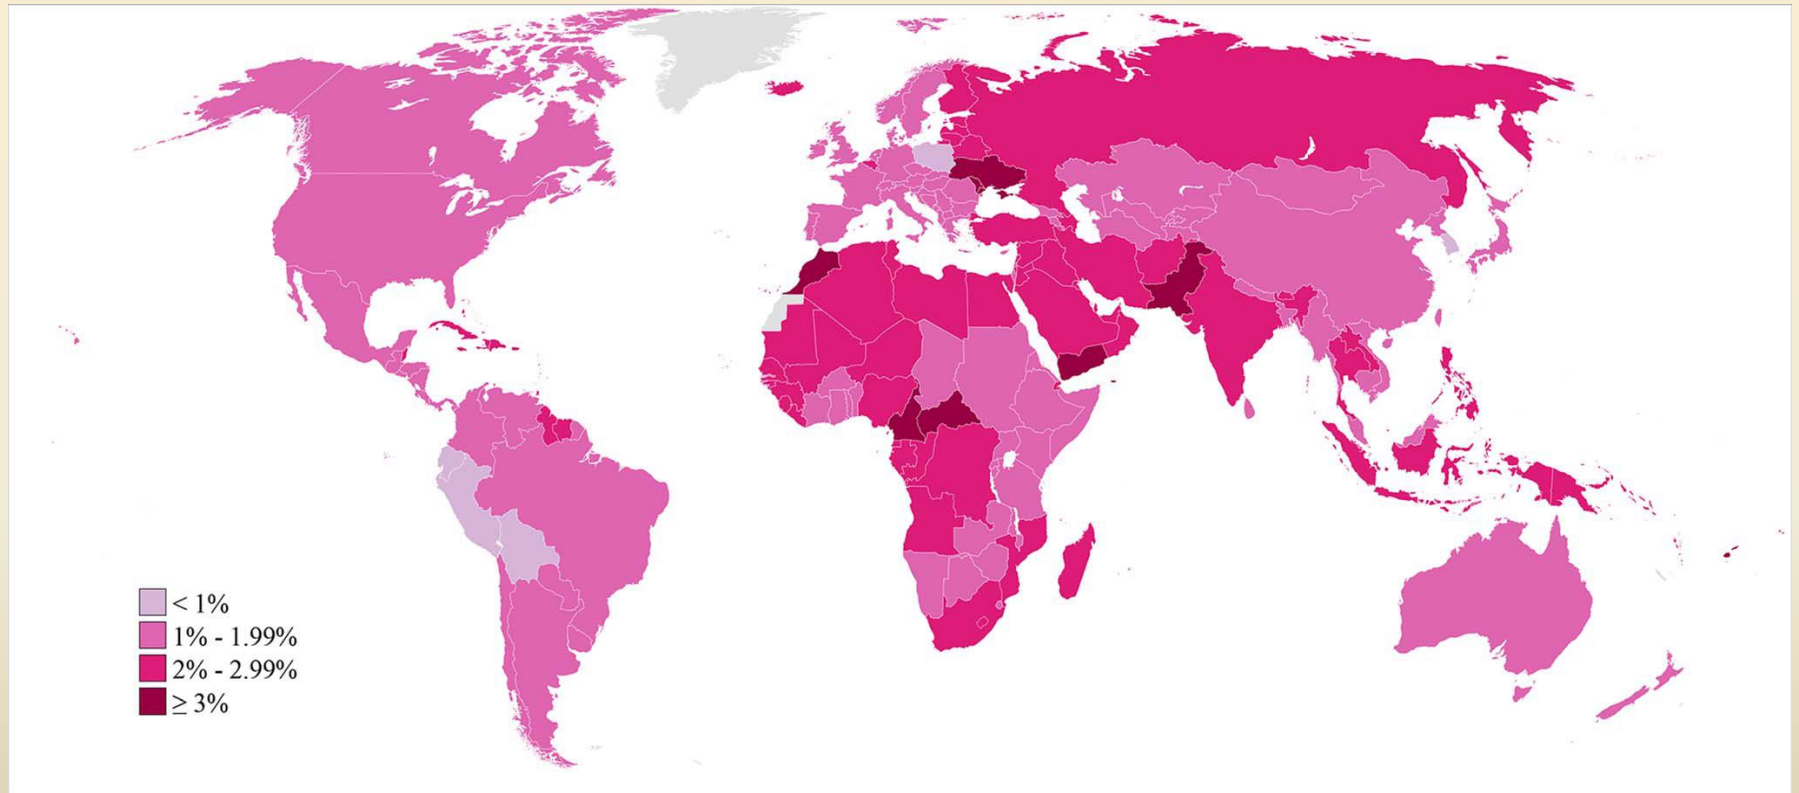 < 1%
1% - 1.99%
2% - 2.99%
≥ 3%